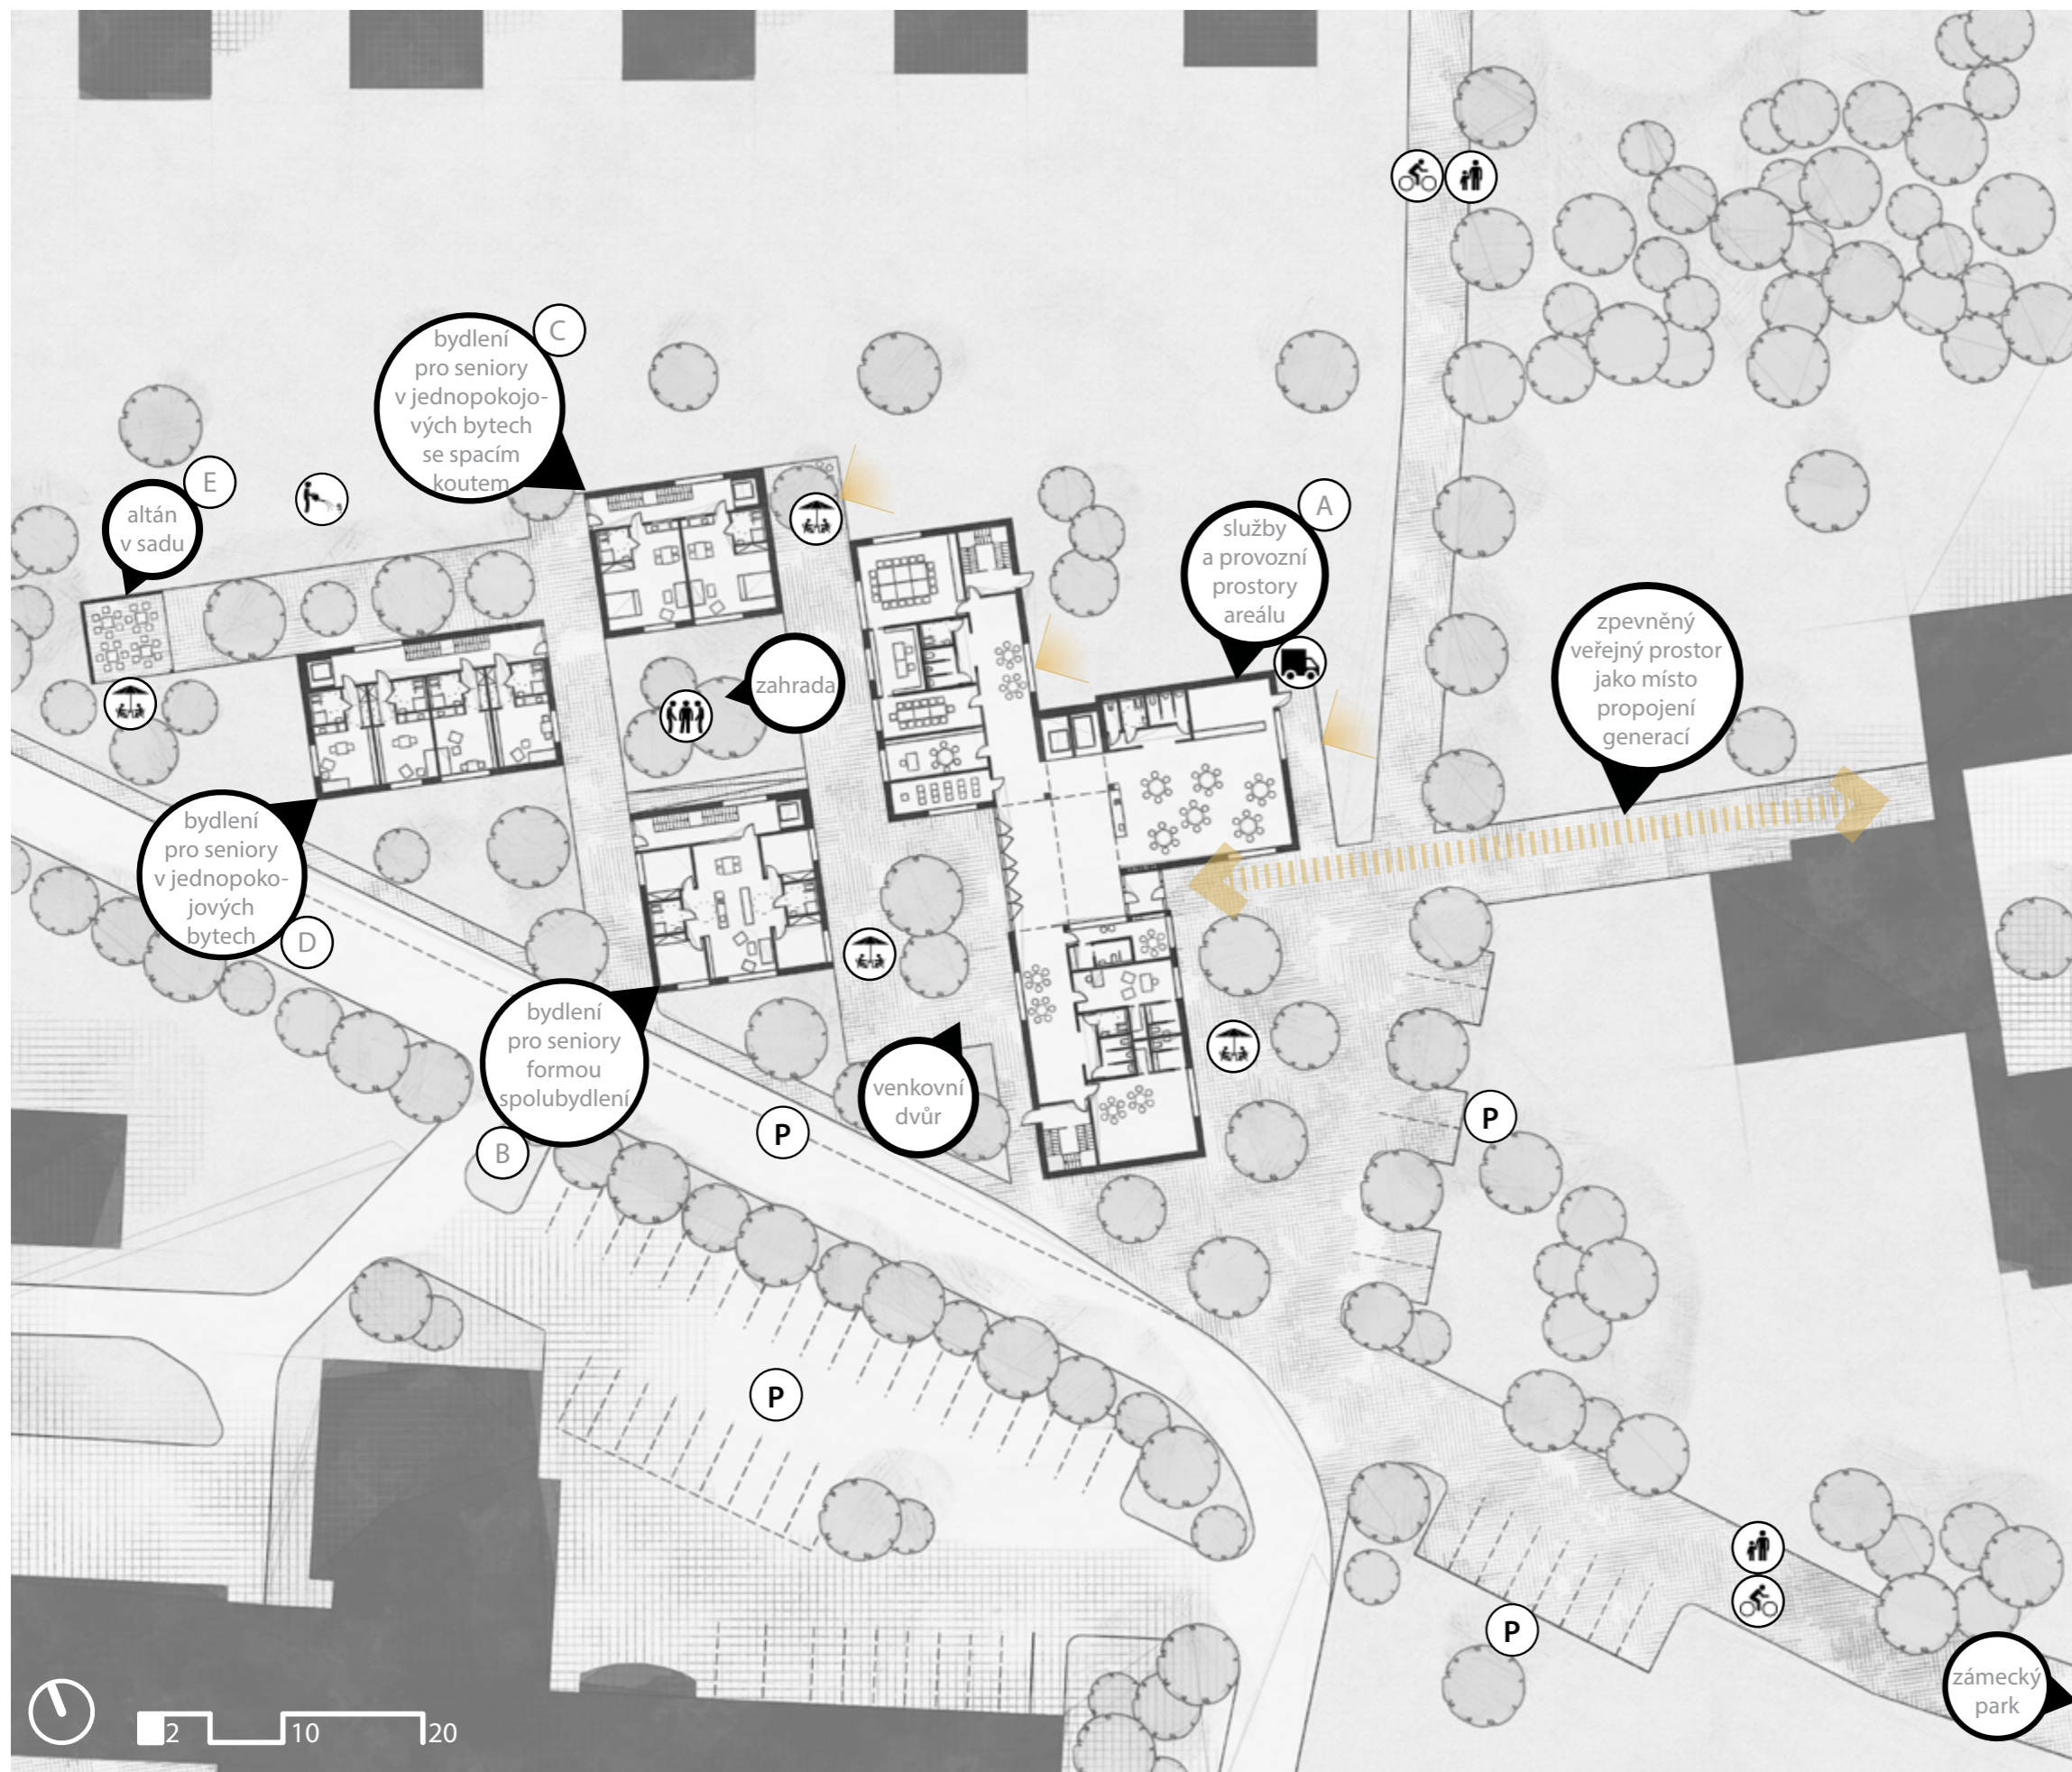 C
bydlení
pro seniory
v jednopokojo-
vých bytech
se spacím
koutem
E
altán
v sadu
A
služby
a provozní
prostory
areálu
zpevněný
veřejný prostor
jako místo
propojení
generací
zahrada
bydlení
pro seniory
v jednopoko-
jových
bytech
D
bydlení
pro seniory
formou
spolubydlení
B
venkovní
dvůr
P
P
P
P
zámecký
park
2 10 20